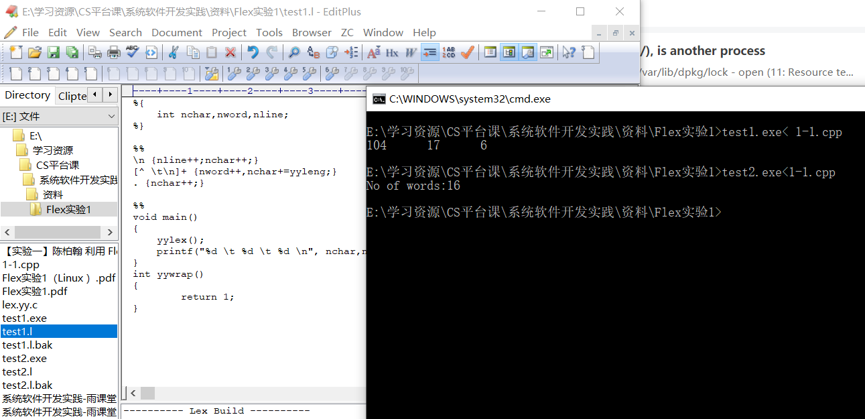 E:\学习资源\CS平台课\系统软件开发实践\资料\Flex实验1\test1.l - EditPlus
File Edit View Search Document Project Tools Browser ZC Window Help
/), is another process
/var/lib/dpkg/lock - open (11: Resource te...
Directory Clipte
----+----1----+----2----+----3----+---
[E:] 文件
E:\
学习资源
CS平台课
系统软件开发实践
资料
Flex实验1
【实验一】陈柏翰 利用 Fl
1-1.cpp
Flex实验1（Linux ）.pdf
Flex实验1.pdf
lex.yy.c
test1.exe
test1.l
test1.l.bak
test2.exe
test2.l
test2.l.bak
系统软件开发实践-雨课堂
系统软件开发实践-雨课堂
%{
int nchar,nword,nline;
%}
%%
\n {nline++;nchar++;}
[^ \t\n]+ {nword++,nchar+=yyleng;}
. {nchar++;}
%%
void main()
{
yylex();
printf("%d \t %d \t %d \n", nchar,n
}
int yywrap()
{
return 1;
}
---------- Lex Build ----------
C:\WINDOWS\system32\cmd.exe
E:\学习资源\CS平台课\系统软件开发实践\资料\Flex实验1>test1.exe< 1-1.cpp
104 17 6
E:\学习资源\CS平台课\系统软件开发实践\资料\Flex实验1>test2.exe<1-1.cpp
No of words:16
E:\学习资源\CS平台课\系统软件开发实践\资料\Flex实验1>